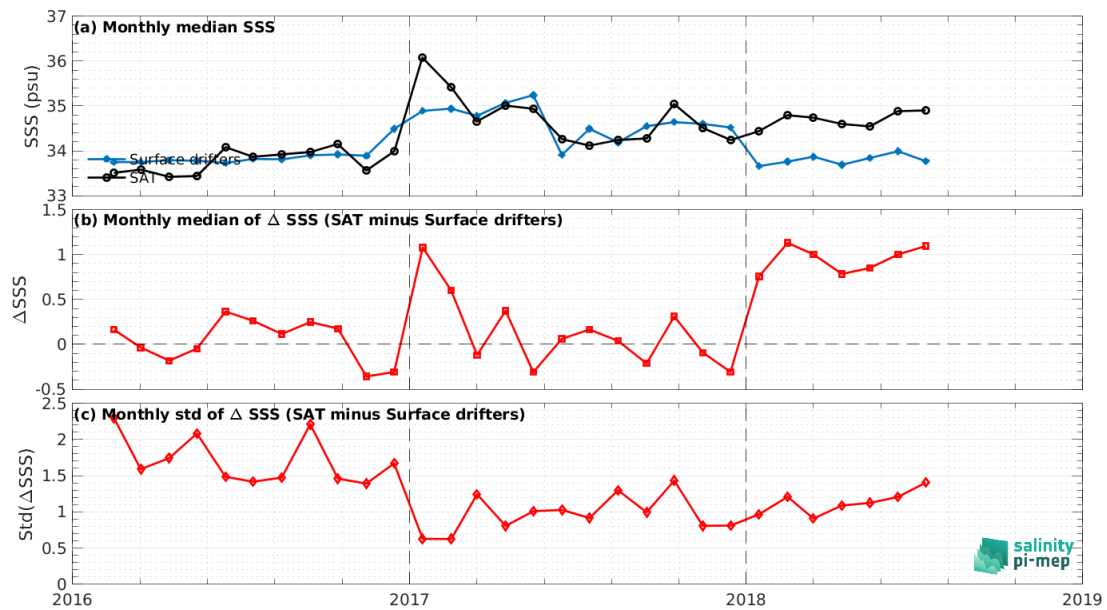 (a) Monthly median SSS
37
36
35
34
33
SSS (psu)
Surface drifters
SAT
(b) Monthly median of Δ SSS (SAT minus Surface drifters)
1.5
1
0.5
0
-0.5
ΔSSS
(c) Monthly std of Δ SSS (SAT minus Surface drifters)
2.5
2
1.5
1
0.5
0
Std(ΔSSS)
2016 2017 2018 2019
salinity
pi-mep